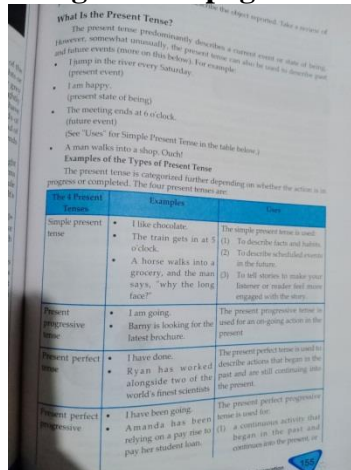 the object reported. Take a review of
What Is the Present Tense?
The present tense predominantly describes a current event or state of being.
However, somewhat unusually, the present tense can also be used to describe past
and future events (more on this below). For example:
• I jump in the river every Saturday.
(present event)
• I am happy.
(present state of being)
• The meeting ends at 6 o'clock.
(future event)
(See "Uses" for Simple Present Tense in the table below.)
• A man walks into a shop. Ouch!
Examples of the Types of Present Tense
The present tense is categorized further depending on whether the action is in
progress or completed. The four present tenses are:
The 4 Present
Tenses
Examples
Uses
Simple present
tense
• I like chocolate.
• The train gets in at 5
o'clock.
• A horse walks into a
grocery, and the man
says, "why the long
face?"
The simple present tense is used:
(1) To describe facts and habits.
(2) To describe scheduled events
in the future.
(3) To tell stories to make your
listener or reader feel more
engaged with the story.
Present
progressive
tense
• I am going.
• Barny is looking for the
latest brochure.
The present progressive tense is
used for an on-going action in the
present
Present perfect
tense
• I have done.
• Ryan has worked
alongside two of the
world's finest scientists
The present perfect tense is used to
describe actions that began in the
past and are still continuing into
the present.
Present perfect
progressive
• I have been going.
• Amanda has been
relying on a pay rise to
pay her student loan.
The present perfect progressive
tense is used for:
(1) a continuous activity that
began in the past and
continues into the present, or